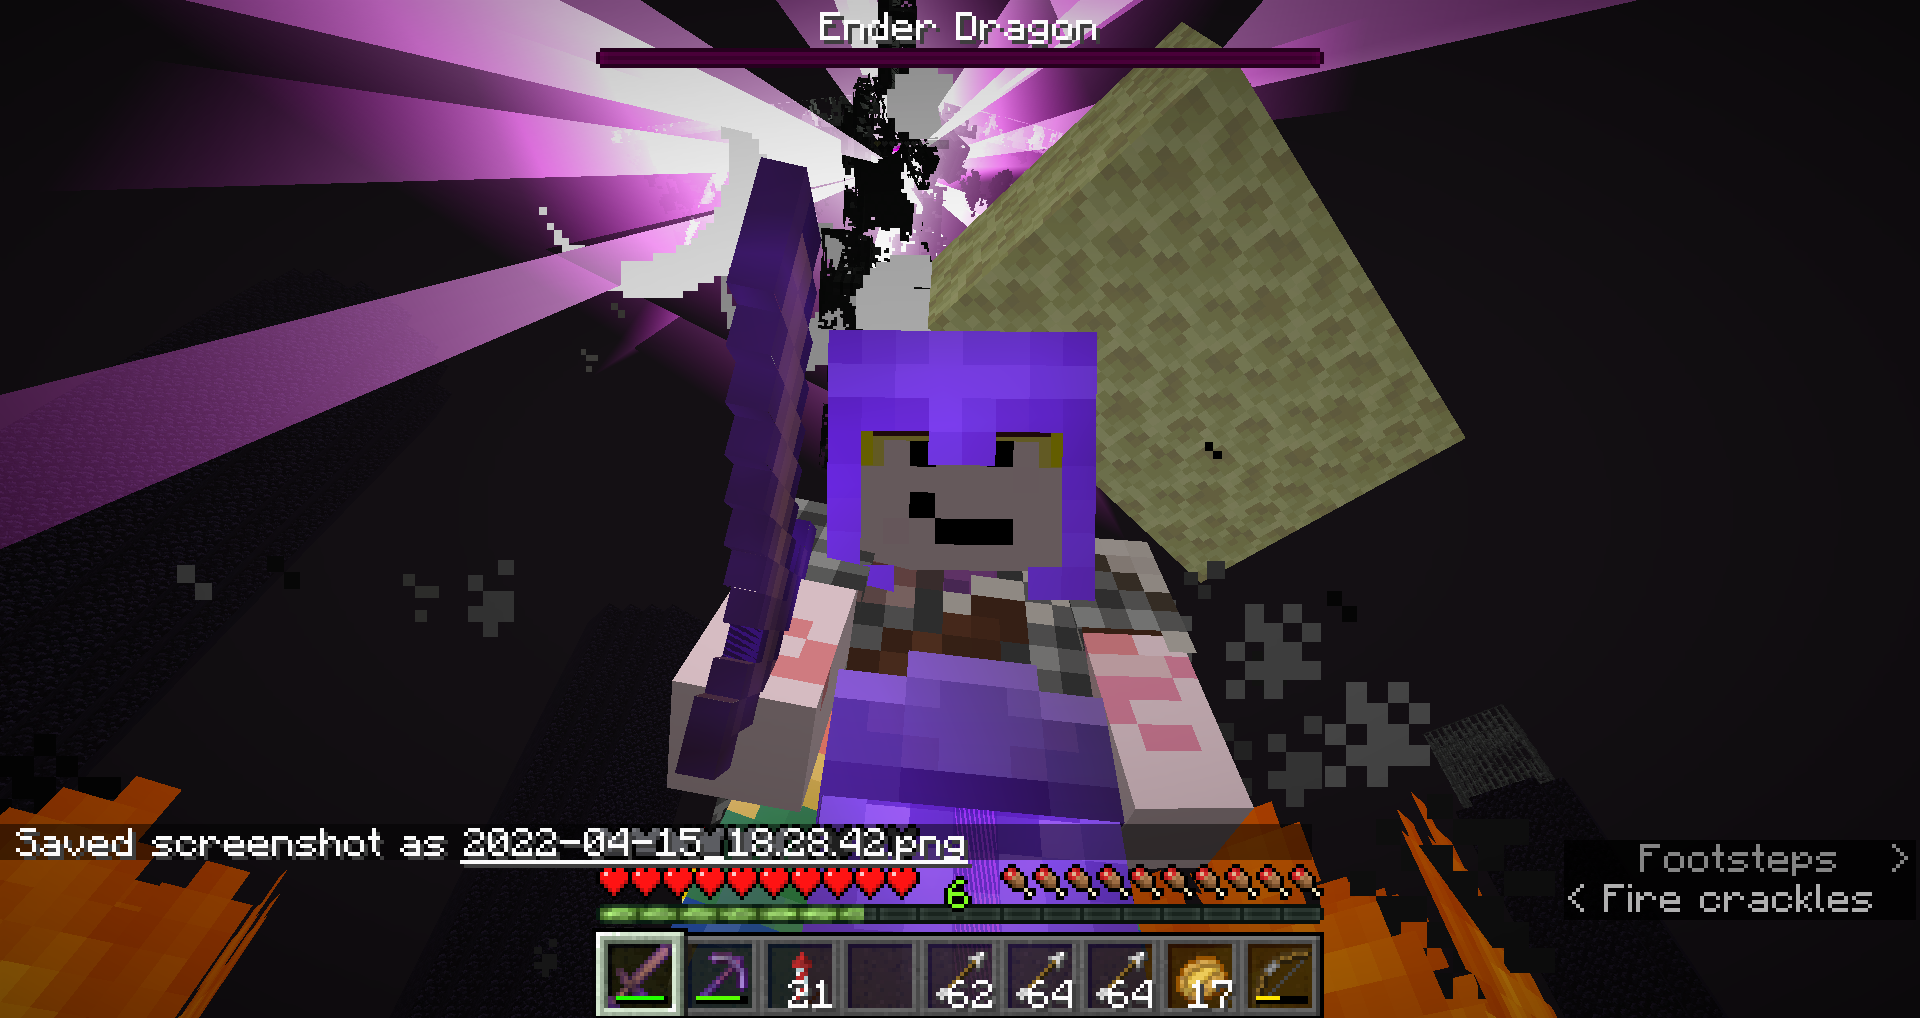 Ender Dragon
Saved screenshot as 2022-04-15_18.28.42.png
Footsteps >
< Fire crackles
6
21 62 64 64 17